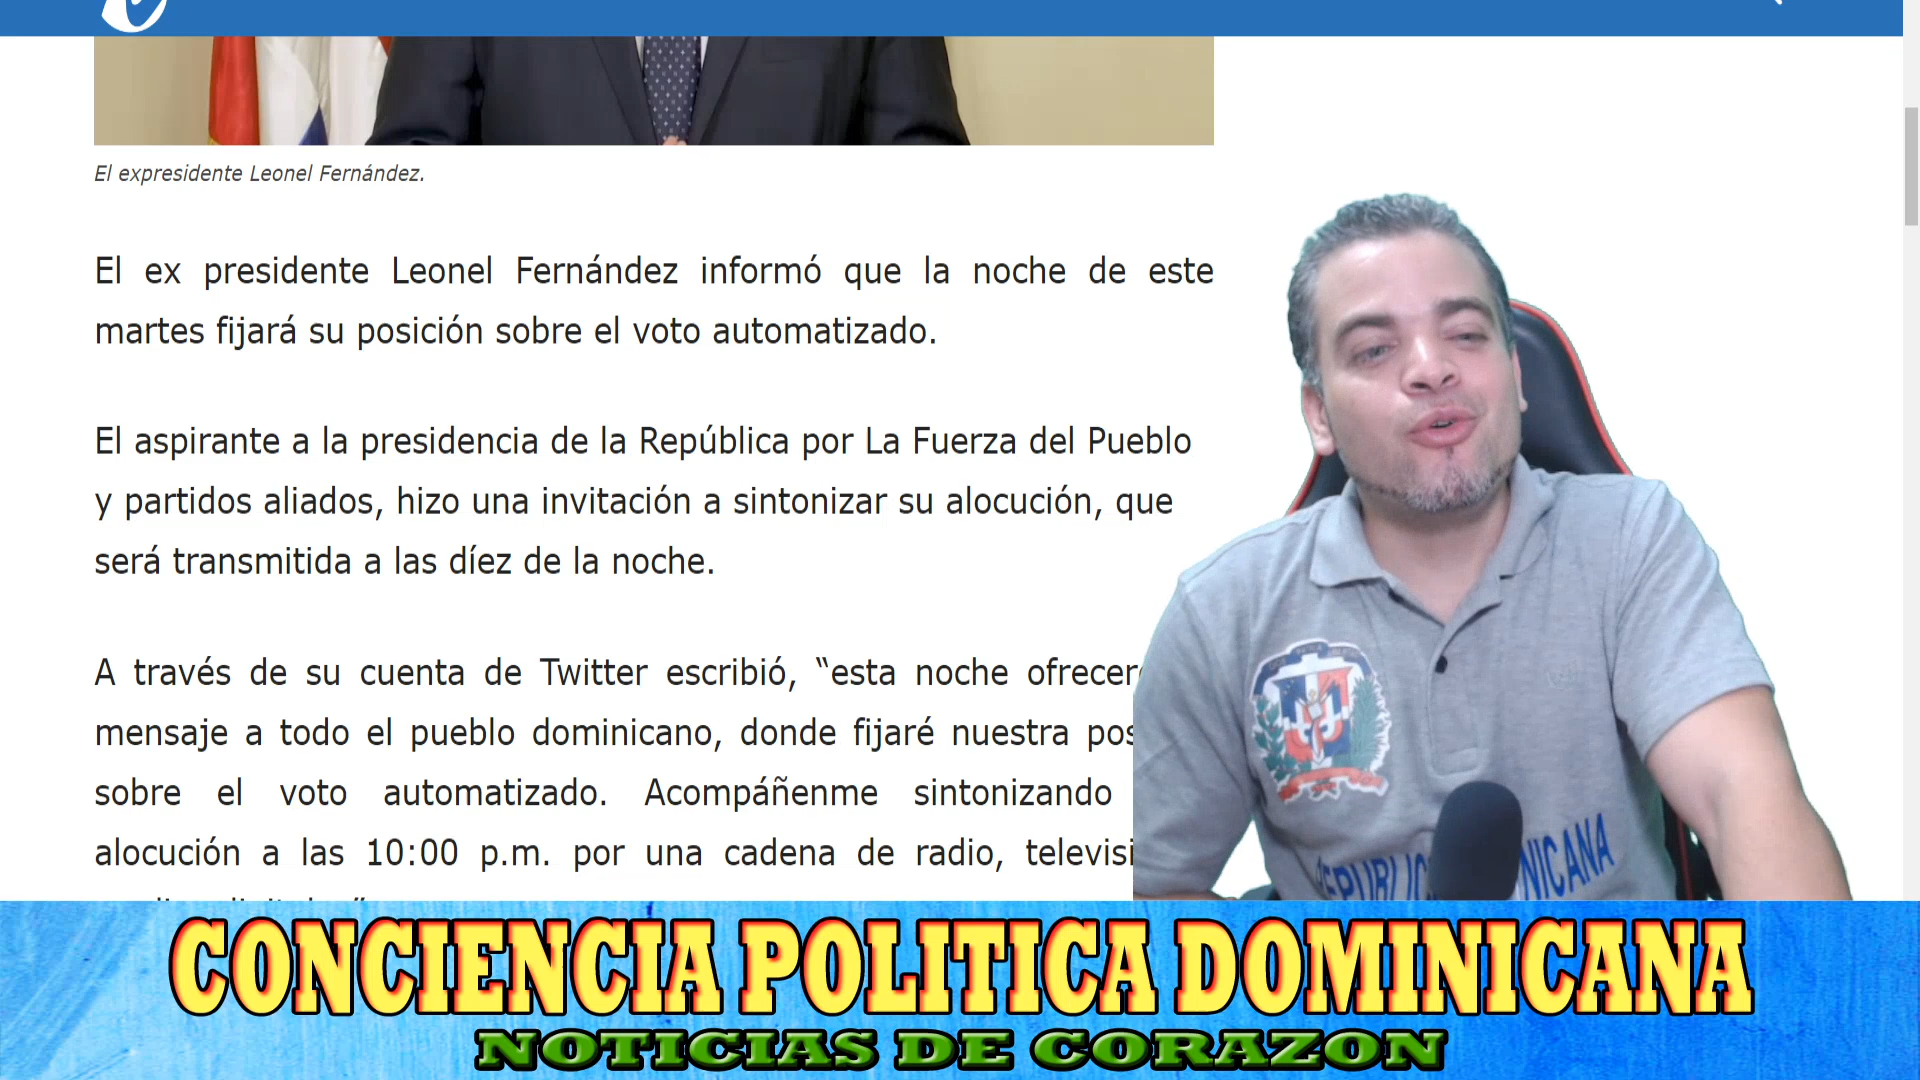 El expresidente Leonel Fernández.
El ex presidente Leonel Fernández informó que la noche de este
martes fijará su posición sobre el voto automatizado.
El aspirante a la presidencia de la República por La Fuerza del Pueblo
y partidos aliados, hizo una invitación a sintonizar su alocución, que
será transmitida a las díez de la noche.
A través de su cuenta de Twitter escribió, “esta noche
mensaje a todo el pueblo dominicano, donde fijaré nuestra
sobre el voto automatizado. Acompáñenme sintonizando
alocución a las 10:00 p.m. por una cadena de radio,
CONCIENCIA POLITICA DOMINICANA
NOTICIAS DE CORAZON